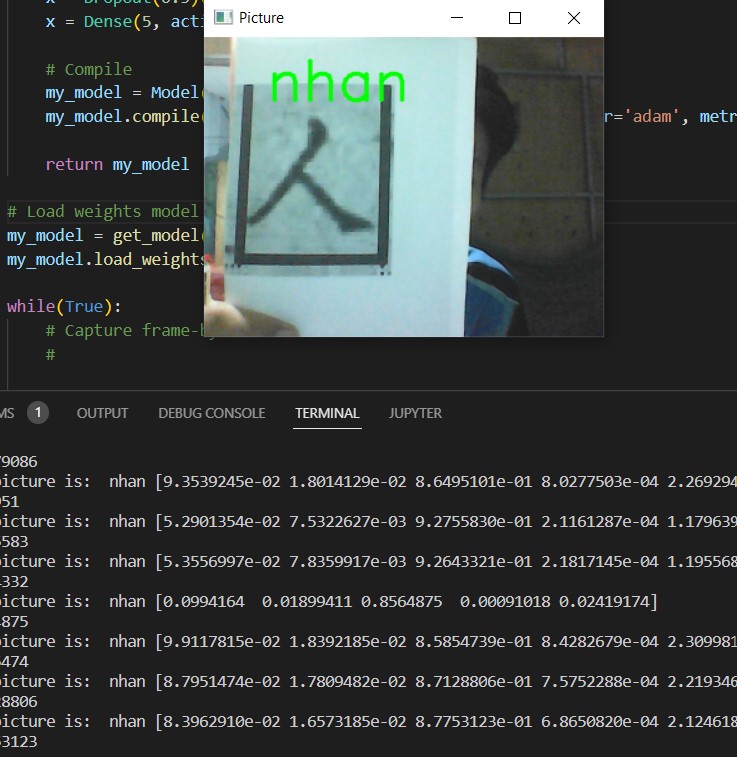 x = Dropout(0.5)(
x = Dense(5, acti
# Compile
my_model = Model(
my_model.compile(
r='adam', metr
return my_model
# Load weights model
my_model = get_model(
my_model.load_weights
while(True):
# Capture frame-b
#
Picture
nhan
人
MS 1 OUTPUT DEBUG CONSOLE TERMINAL JUPYTER
79086
picture is: nhan [9.3539245e-02 1.8014129e-02 8.6495101e-01 8.0277503e-04 2.269294
951
picture is: nhan [5.2901354e-02 7.5322627e-03 9.2755830e-01 2.1161287e-04 1.179639
5583
picture is: nhan [5.3556997e-02 7.8359917e-03 9.2643321e-01 2.1817145e-04 1.195568
4332
picture is: nhan [0.0994164 0.01899411 0.8564875 0.00091018 0.02419174]
4875
picture is: nhan [9.9117815e-02 1.8392185e-02 8.5854739e-01 8.4282679e-04 2.309981
5474
picture is: nhan [8.7951474e-02 1.7809482e-02 8.7128806e-01 7.5752288e-04 2.219346
28806
picture is: nhan [8.3962910e-02 1.6573185e-02 8.7753123e-01 6.8650820e-04 2.124618
53123